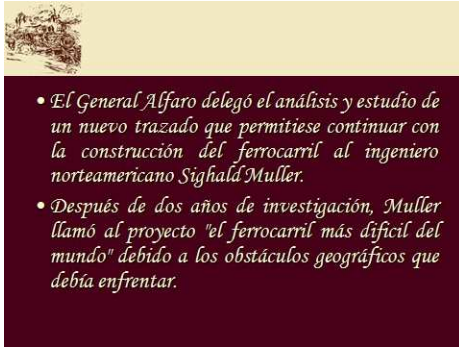 • El General Alfaro delegó el análisis y estudio de
un nuevo trazado que permitiese continuar con
la construcción del ferrocarril al ingeniero
norteamericano Sighald Muller.
• Después de dos años de investigación, Muller
llamó al proyecto "el ferrocarril más dificil del
mundo" debido a los obstáculos geográficos que
debía enfrentar.